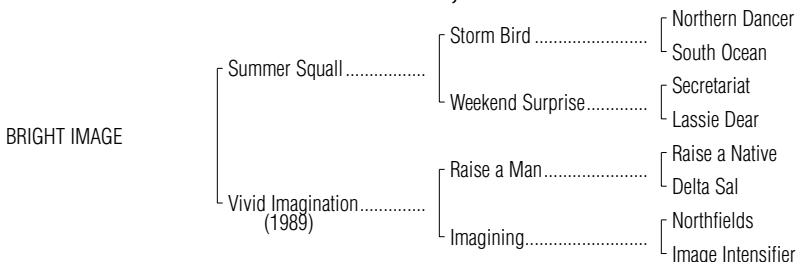 Northern Dancer
Storm Bird ........................
South Ocean
Summer Squall .................
Secretariat
Weekend Surprise.............
Lassie Dear
BRIGHT IMAGE
Raise a Native
Raise a Man......................
Delta Sal
Vivid Imagination..............
(1989)
Northfields
Imagining..........................
Image Intensifier